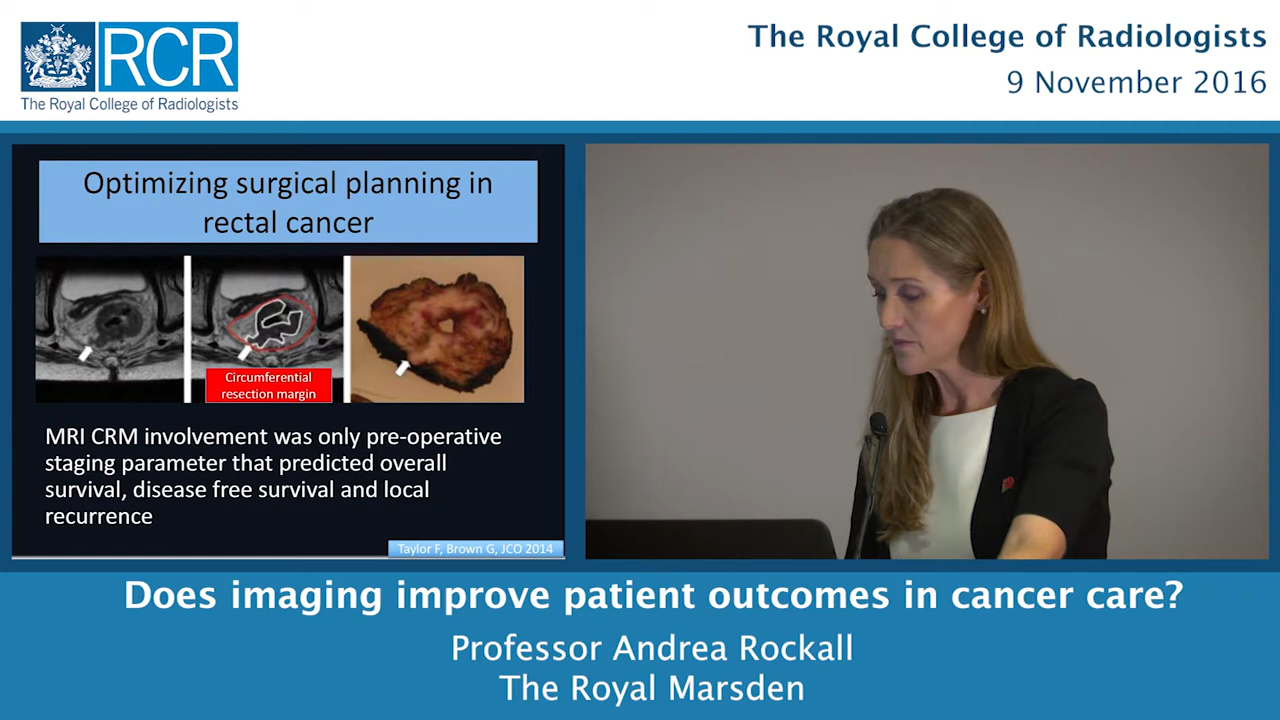 RCR
The Royal College of Radiologists
The Royal College of Radiologists
9 November 2016
Optimizing surgical planning in
rectal cancer
Circumferential
resection margin
MRI CRM involvement was only pre-operative
staging parameter that predicted overall
survival, disease free survival and local
recurrence
Taylor F, Brown G, JCO 2014
Does imaging improve patient outcomes in cancer care?
Professor Andrea Rockall
The Royal Marsden